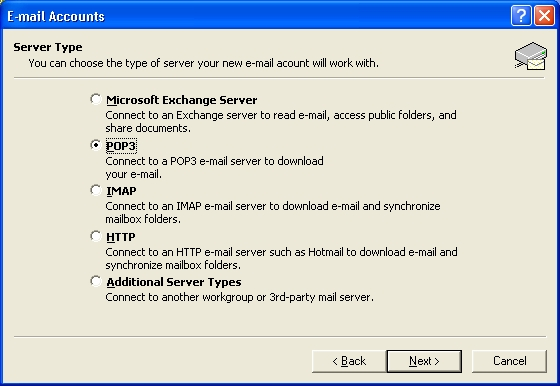 E-mail Accounts
Server Type
You can choose the type of server your new e-mail acount will work with.
Microsoft Exchange Server
Connect to an Exchange server to read e-mail, access public folders, and
share documents.
POP3
Connect to a POP3 e-mail server to download
your e-mail.
IMAP
Connect to an IMAP e-mail server to download e-mail and synchronize
mailbox folders.
HTTP
Connect to an HTTP e-mail server such as Hotmail to download e-mail and
synchronize mailbox folders.
Additional Server Types
Connect to another workgroup or 3rd-party mail server.
< Back Next > Cancel